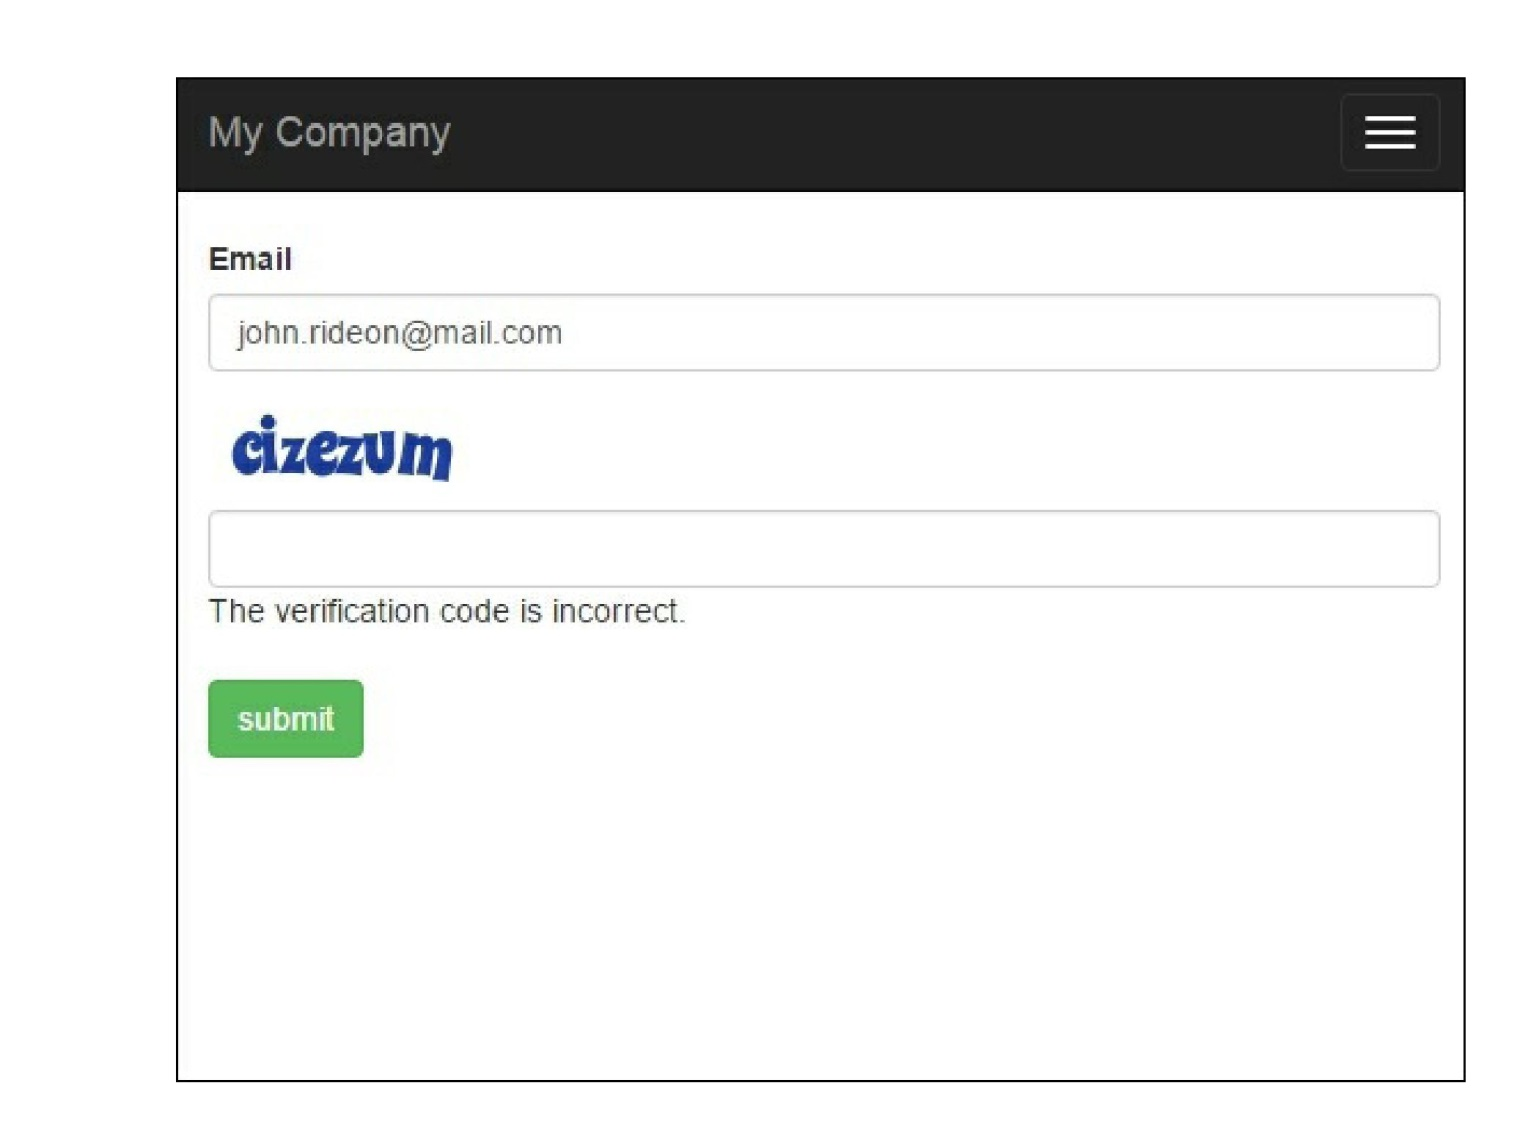 My Company
Email
john.rideon@mail.com
cizezum
The verification code is incorrect.
submit